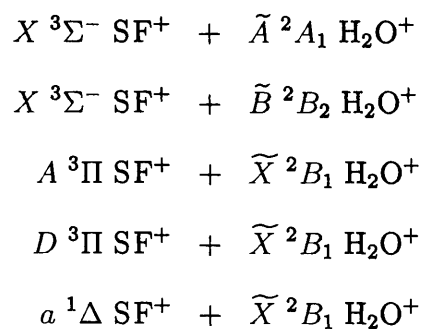 X ³Σ⁻ SF⁺ + Ã ²A₁ H₂O⁺
X ³Σ⁻ SF⁺ + B̃ ²B₂ H₂O⁺
A ³Π SF⁺ + X̃ ²B₁ H₂O⁺
D ³Π SF⁺ + X̃ ²B₁ H₂O⁺
a ¹Δ SF⁺ + X̃ ²B₁ H₂O⁺